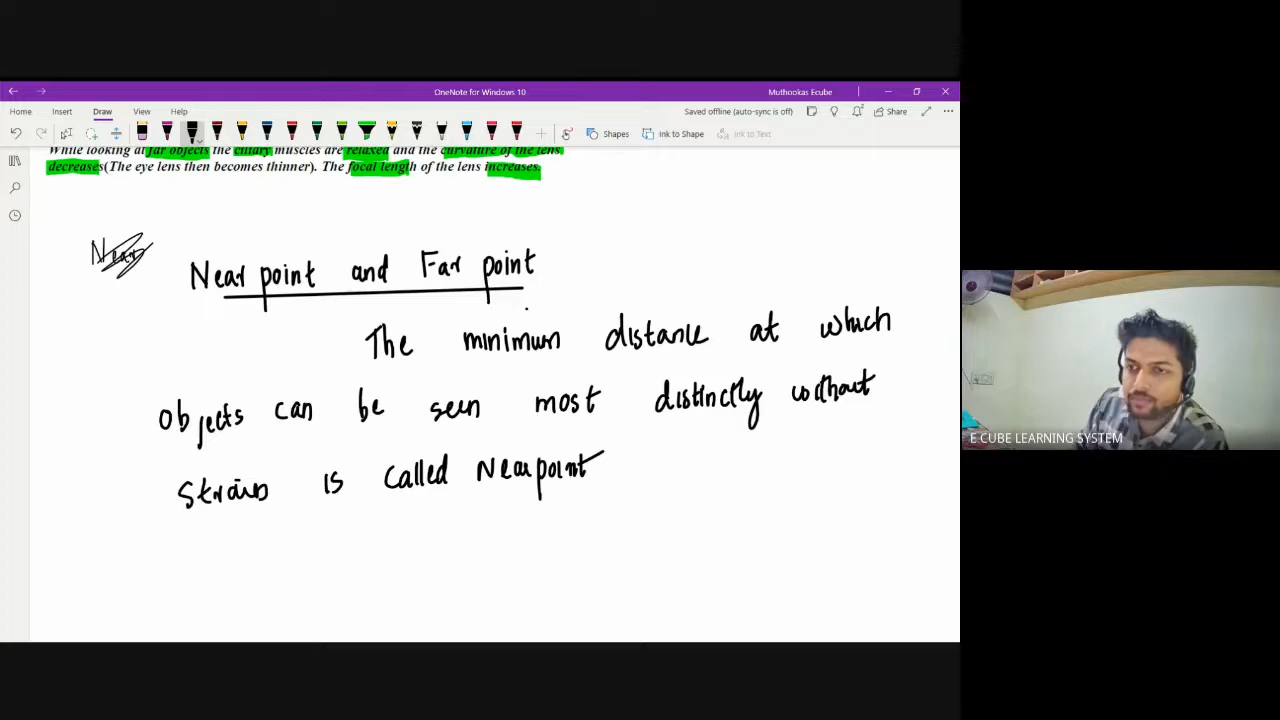 OneNote for Windows 10
Muthookas Ecube
Home Insert Draw View Help
Saved offline (auto-sync is off)
Share
Shapes
Ink to Shape
Ink to Text
While looking at far objects the ciliary muscles are relaxed and the curvature of the lens
decreases(The eye lens then becomes thinner). The focal length of the lens increases.
Near
Near point and Far point
The minimum distance at which
objects can be seen most distinctly without
is called Nearpoint
E CUBE LEARNING SYSTEM